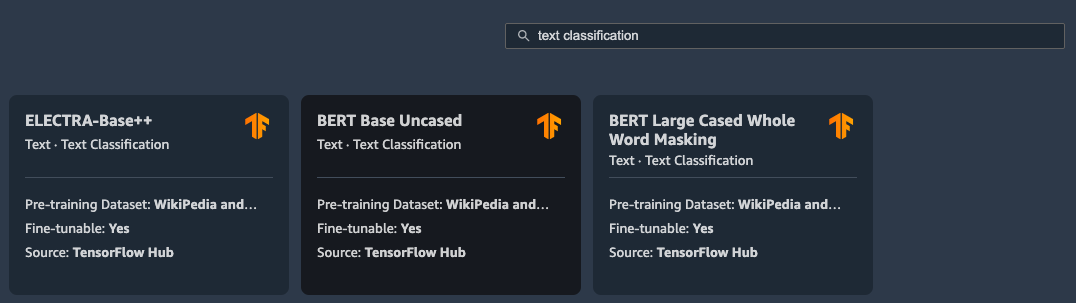 text classification
ELECTRA-Base++
Text · Text Classification
Pre-training Dataset: WikiPedia and...
Fine-tunable: Yes
Source: TensorFlow Hub
BERT Base Uncased
Text · Text Classification
Pre-training Dataset: WikiPedia and...
Fine-tunable: Yes
Source: TensorFlow Hub
BERT Large Cased Whole
Word Masking
Text · Text Classification
Pre-training Dataset: WikiPedia and...
Fine-tunable: Yes
Source: TensorFlow Hub